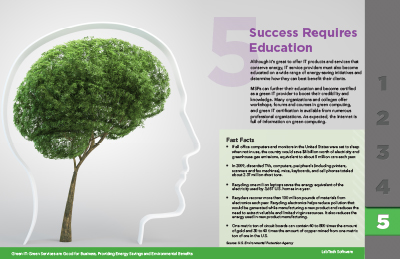 5
Success Requires
Education
Although it's great to offer IT products and services that
conserve energy, IT service providers must also become
educated on a wide range of energy-saving initiatives and
determine how they can best benefit their clients.
MSPs can further their education and become certified
as a green IT provider to boost their credibility and
knowledge. Many organizations and colleges offer
workshops, forums and courses in green computing,
and green IT certification is available from numerous
professional organizations. As expected, the Internet is
full of information on green computing.
Fast Facts
If all office computers and monitors in the United States were set to sleep
when not in use, the country could save
greenhouse gas emissions, equivalent to about 5 million cars each year
In 2009, discarded TVs, computers, peripherals (including printers,
scanners and fax machines), mice, keyboards, and cell phones totaled
about 2.37 million short tons.
Recycling one million laptops saves the energy equivalent of the
electricity used by 3,657 U.S. homes in a year.
Recyclers recover more than 100 million pounds of materials from
electronics each year. Recycling electronics helps reduce pollution that
would be generated while manufacturing a new product and reduces the
need to extract valuable and limited virgin resources. It also reduces the
energy used in new product manufacturing.
One metric ton of circuit boards can contain 40 to 800 times the amount
of gold and 30 to 40 times the amount of copper mined from one metric
ton of ore in the U.S.
Source: U.S. Environmental Protection Agency
1
2
3
4
5
Green IT: Green Services are Good for Business, Providing Energy Savings and Environmental Benefits
LabTech Software